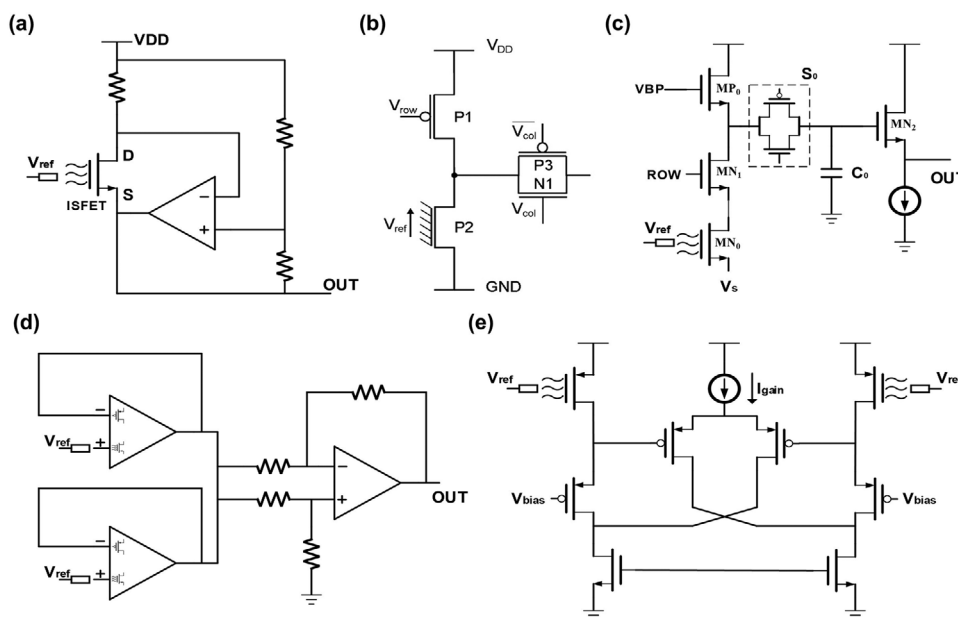 (a)
VDD
Vref
D
S
ISFET
−
+
OUT
(b)
VDD
Vrow
P1
Vcol
P3
N1
Vcol
Vref
P2
GND
(c)
VBP
MP0
S0
MN2
ROW
MN1
C0
OUT
Vref
MN0
VS
(d)
−
Vref
+
−
Vref
+
−
+
OUT
(e)
Vref
Igain
Vre
Vbias
Vbias